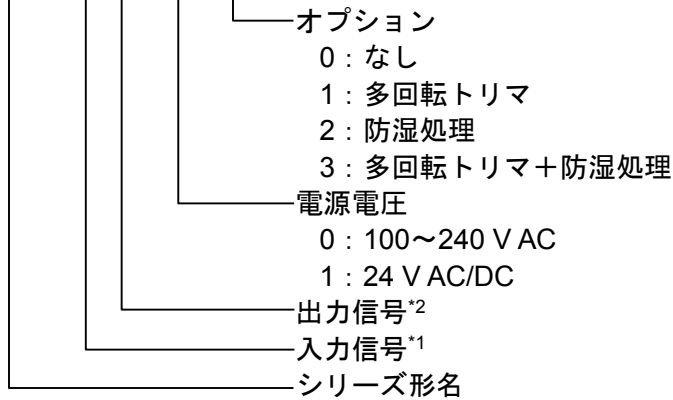 オプション
0：なし
1：多回転トリマ
2：防湿処理
3：多回転トリマ＋防湿処理
電源電圧
0：100～240 V AC
1：24 V AC/DC
出力信号*2
入力信号*1
シリーズ形名